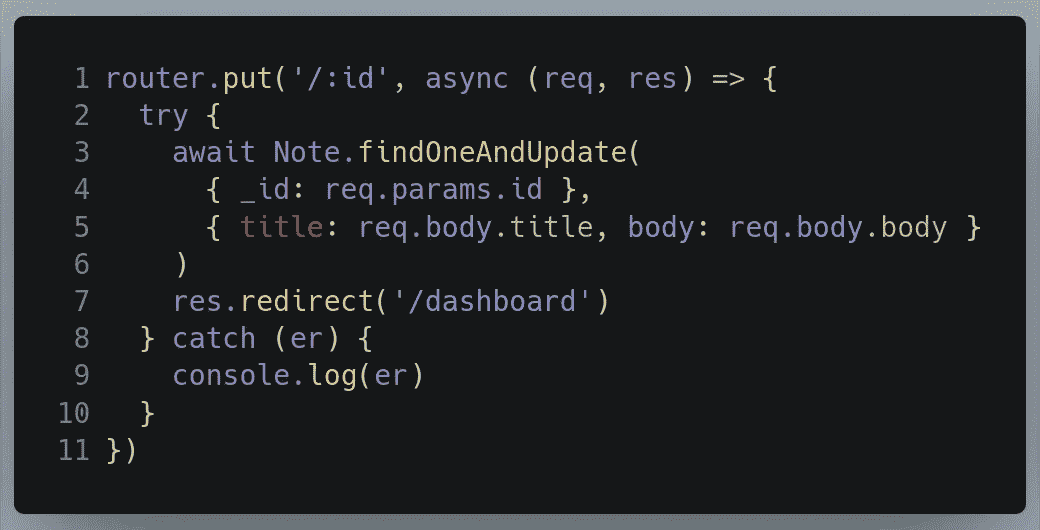 1 router.put('/:id', async (req, res) => {
2   try {
3     await Note.findOneAndUpdate(
4       { _id: req.params.id },
5       { title: req.body.title, body: req.body.body }
6     )
7     res.redirect('/dashboard')
8   } catch (er) {
9     console.log(er)
10   }
11 })